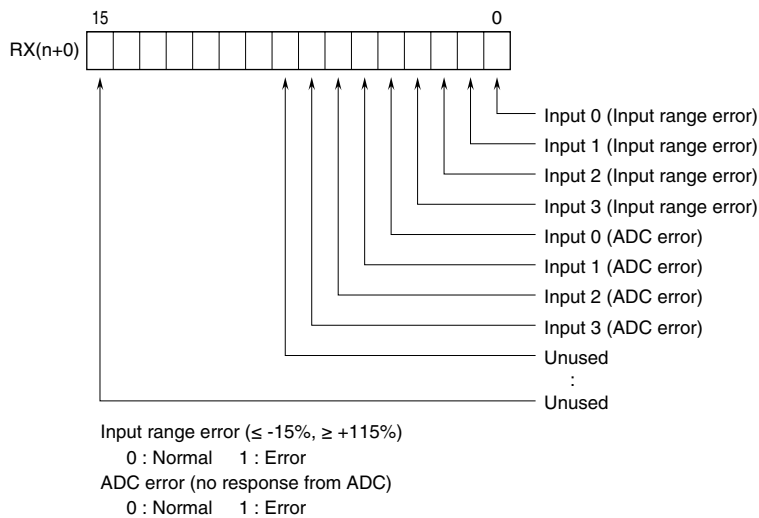 15 0
RX(n+0)
Input 0 (Input range error)
Input 1 (Input range error)
Input 2 (Input range error)
Input 3 (Input range error)
Input 0 (ADC error)
Input 1 (ADC error)
Input 2 (ADC error)
Input 3 (ADC error)
Unused
:
Unused
Input range error (≤ -15%, ≥ +115%)
0 : Normal 1 : Error
ADC error (no response from ADC)
0 : Normal 1 : Error